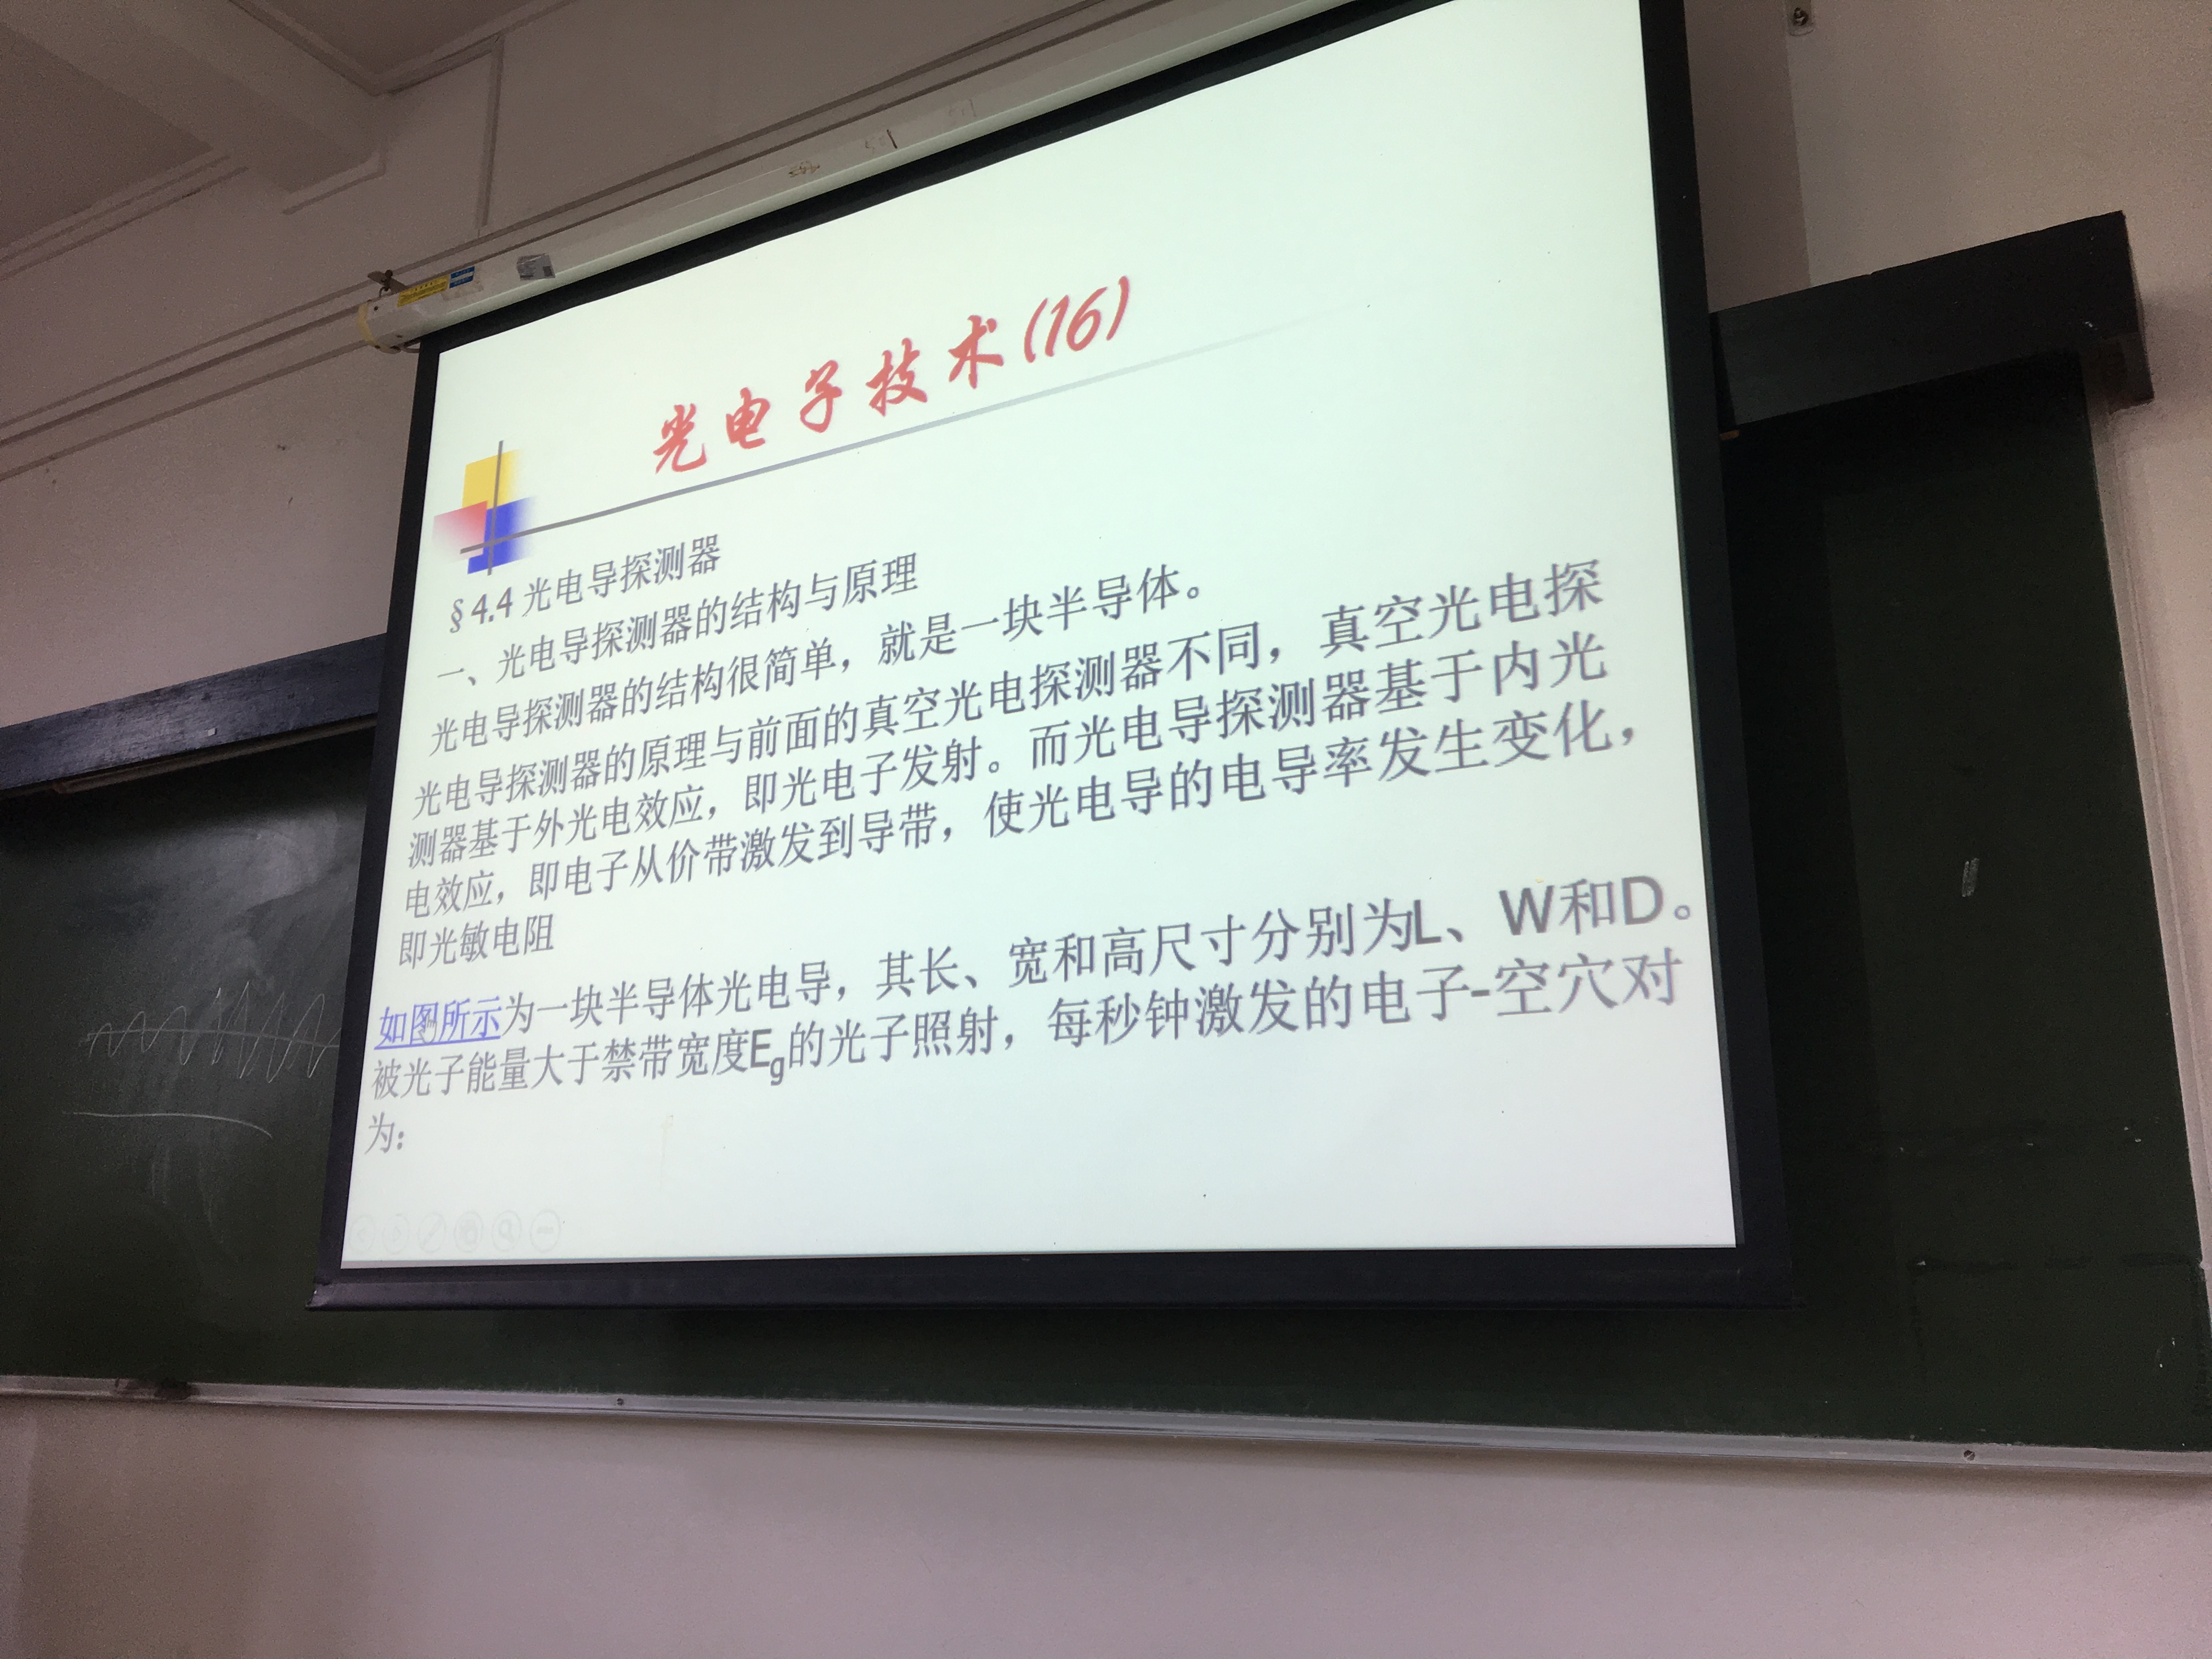 光电子技术(16)
§4.4 光电导探测器
一、光电导探测器的结构与原理
光电导探测器的结构很简单，就是一块半导体。
光电导探测器的原理与前面的真空光电探测器不同，真空光电探
测器基于外光电效应，即光电子发射。而光电导探测器基于内光
电效应，即电子从价带激发到导带，使光电导的电导率发生变化，
即光敏电阻
如图所示为一块半导体光电导，其长、宽和高尺寸分别为L、W和D。
被光子能量大于禁带宽度Eg的光子照射，每秒钟激发的电子-空穴对
为：